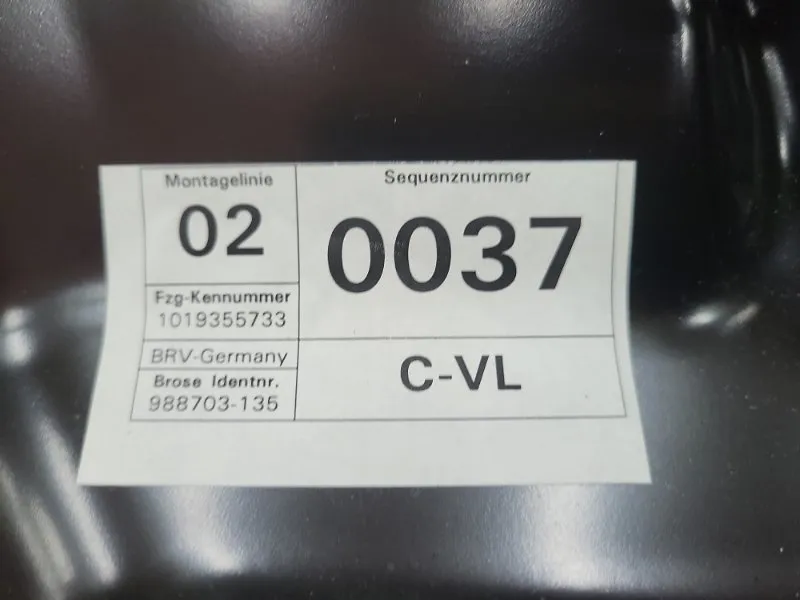 Montagelinie
02
Sequenznummer
0037
Fzg-Kennummer
1019355733
BRV-Germany
Brose Identnr.
988703-135
C-VL